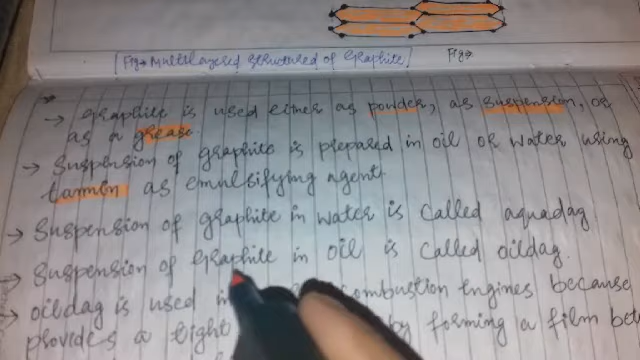 Fig→ Multilayered structured of Graphite
Fig→
→ Graphite is used either as powder, as suspension, or
as a grease.
→ Suspension of graphite is prepared in oil or water using
tannin as emulsifying agent.
→ Suspension of graphite in water is called aquadag
→ Suspension of Graphite in oil is called oildag.
→ oildag is used in combustion engines because
provides a tight by forming a film bet